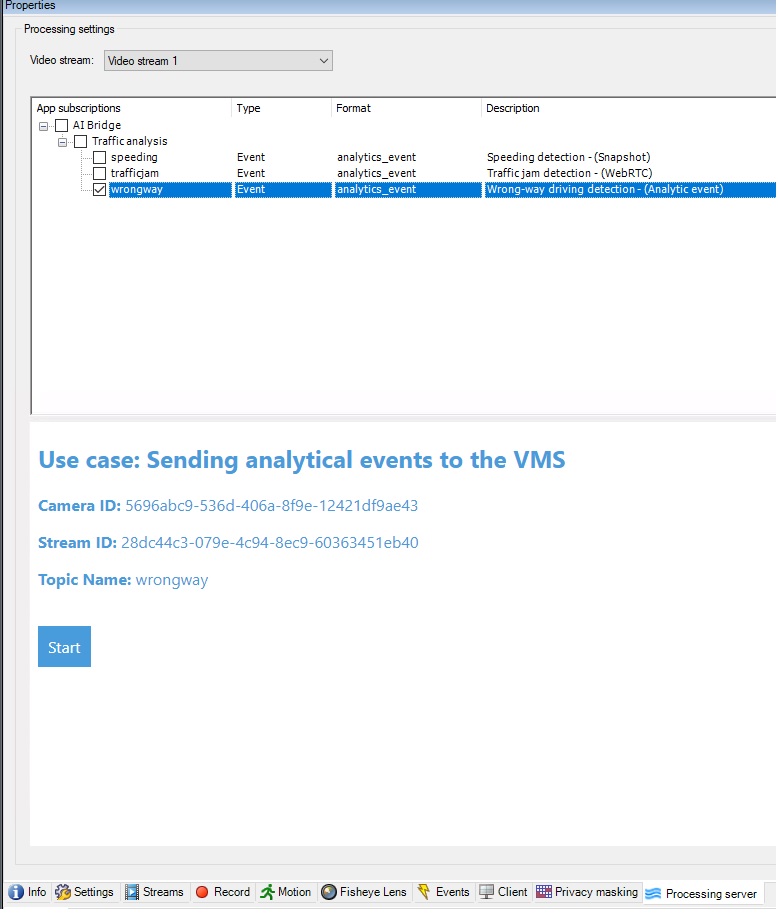 Properties
Processing settings
Video stream: Video stream 1
App subscriptions Type Format Description
AI Bridge
Traffic analysis
speeding Event analytics_event Speeding detection - (Snapshot)
trafficjam Event analytics_event Traffic jam detection - (WebRTC)
wrongway Event analytics_event Wrong-way driving detection - (Analytic event)
Use case: Sending analytical events to the VMS
Camera ID: 5696abc9-536d-406a-8f9e-12421df9ae43
Stream ID: 28dc44c3-079e-4c94-8ec9-60363451eb40
Topic Name: wrongway
Start
Info Settings Streams Record Motion Fisheye Lens Events Client Privacy masking Processing server